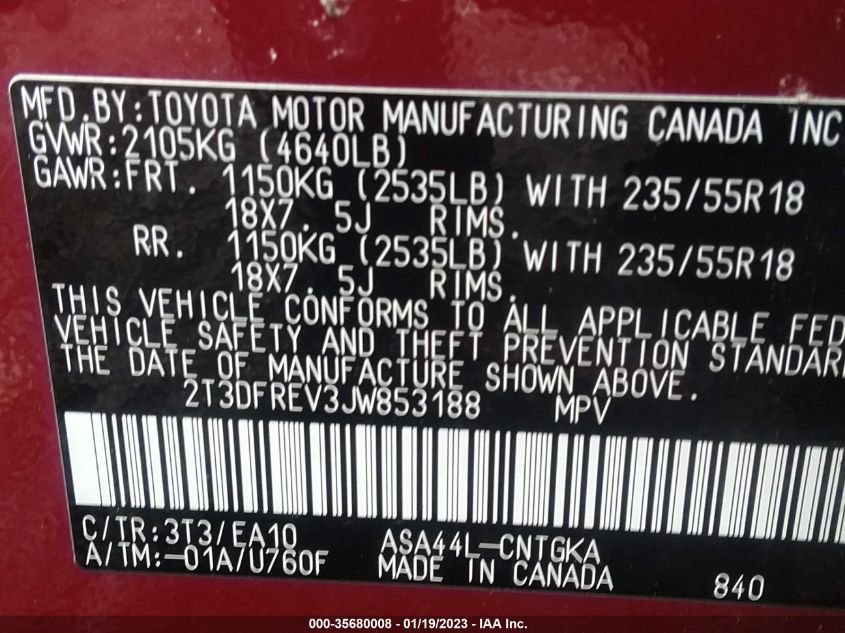 MFD.BY:TOYOTA MOTOR MANUFACTURING CANADA INC
GVWR:2105KG (4640LB)
GAWR:FRT. 1150KG (2535LB) WITH 235/55R18
18X7. 5J RIMS.
RR. 1150KG (2535LB) WITH 235/55R18
18X7. 5J RIMS.
THIS VEHICLE CONFORMS TO ALL APPLICABLE FED
VEHICLE SAFETY AND THEFT PREVENTION STANDAR
THE DATE OF MANUFACTURE SHOWN ABOVE.
2T3DFREV3JW853188 MPV
C/TR:3T3/EA10 ASA44L-CNTGKA
A/TM:-01A/U760F MADE IN CANADA 840
000-35680008 - 01/19/2023 - IAA Inc.